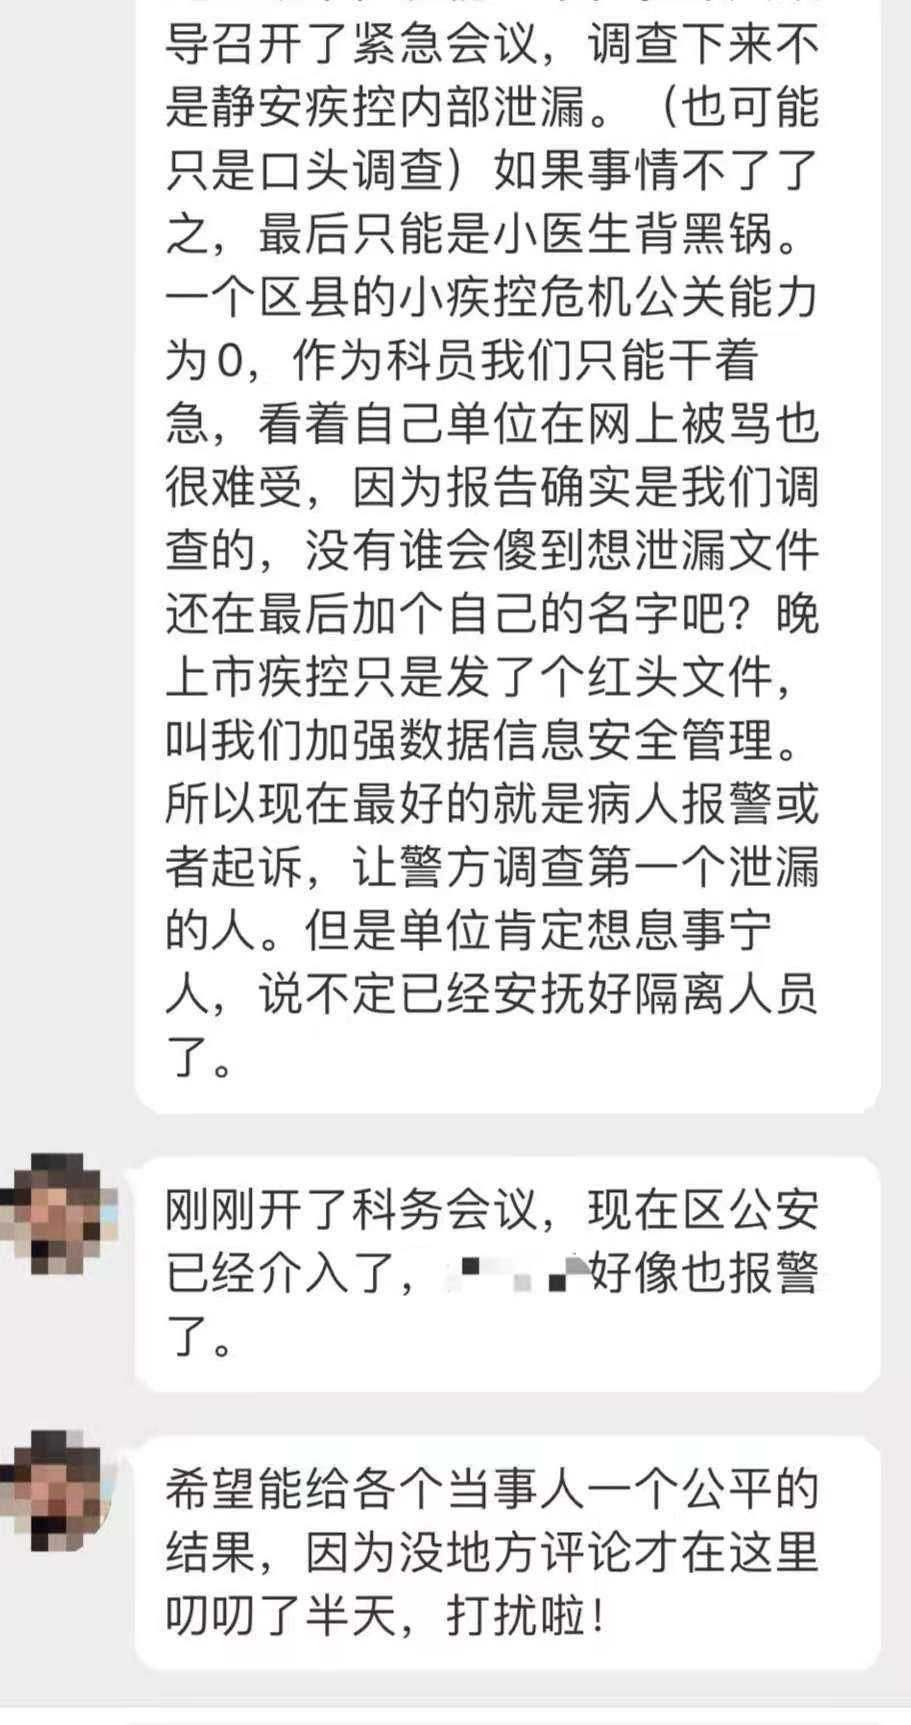 导召开了紧急会议，调查下来不
是静安疾控内部泄漏。（也可能
只是口头调查）如果事情不了了
之，最后只能是小医生背黑锅。
一个区县的小疾控危机公关能力
为0，作为科员我们只能干着
急，看着自己单位在网上被骂也
很难受，因为报告确实是我们调
查的，没有谁会傻到想泄漏文件
还在最后加个自己的名字吧？晚
上市疾控只是发了个红头文件，
叫我们加强数据信息安全管理。
所以现在最好的就是病人报警或
者起诉，让警方调查第一个泄漏
的人。但是单位肯定想息事宁
人，说不定已经安抚好隔离人员
了。
刚刚开了科务会议，现在区公安
已经介入了，好像也报警
了。
希望能给各个当事人一个公平的
结果，因为没地方评论才在这里
叨叨了半天，打扰啦！